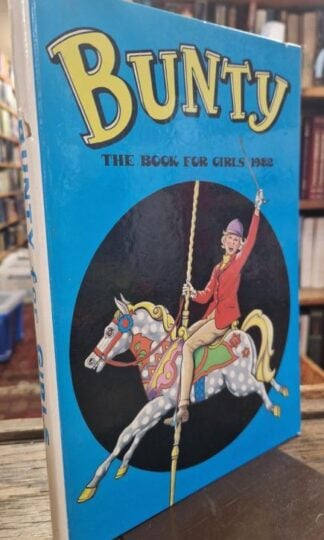 BUNTY
THE BOOK FOR GIRLS 1982
BUNTY for GIRLS